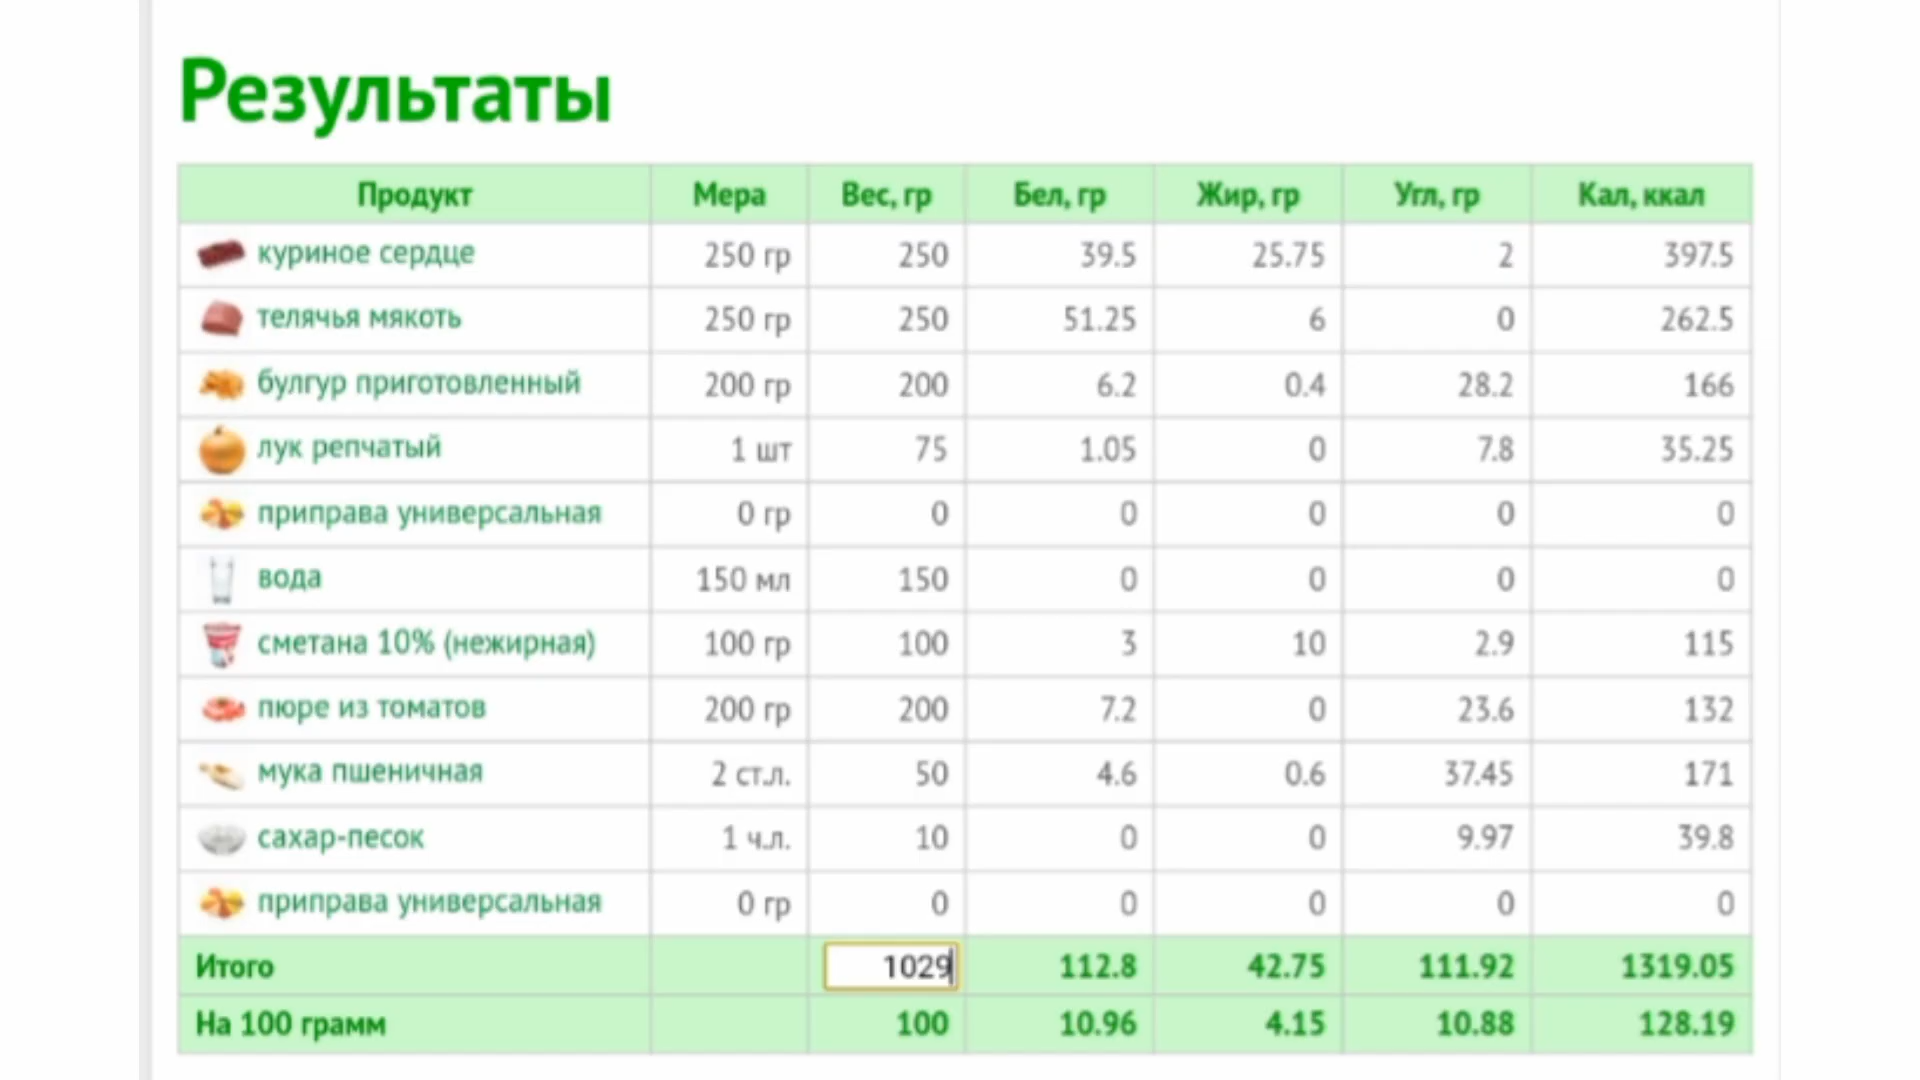 Результаты
Продукт Мера Вес, гр Бел, гр Жир, гр Угл, гр Кал, ккал
куриное сердце 250 гр 250 39.5 25.75 2 397.5
телячья мякоть 250 гр 250 51.25 6 0 262.5
булгур приготовленный 200 гр 200 6.2 0.4 28.2 166
лук репчатый 1 шт 75 1.05 0 7.8 35.25
приправа универсальная 0 гр 0 0 0 0 0
вода 150 мл 150 0 0 0 0
сметана 10% (нежирная) 100 гр 100 3 10 2.9 115
пюре из томатов 200 гр 200 7.2 0 23.6 132
мука пшеничная 2 ст.л. 50 4.6 0.6 37.45 171
сахар-песок 1 ч.л. 10 0 0 9.97 39.8
приправа универсальная 0 гр 0 0 0 0 0
Итого 1029 112.8 42.75 111.92 1319.05
На 100 грамм 100 10.96 4.15 10.88 128.19